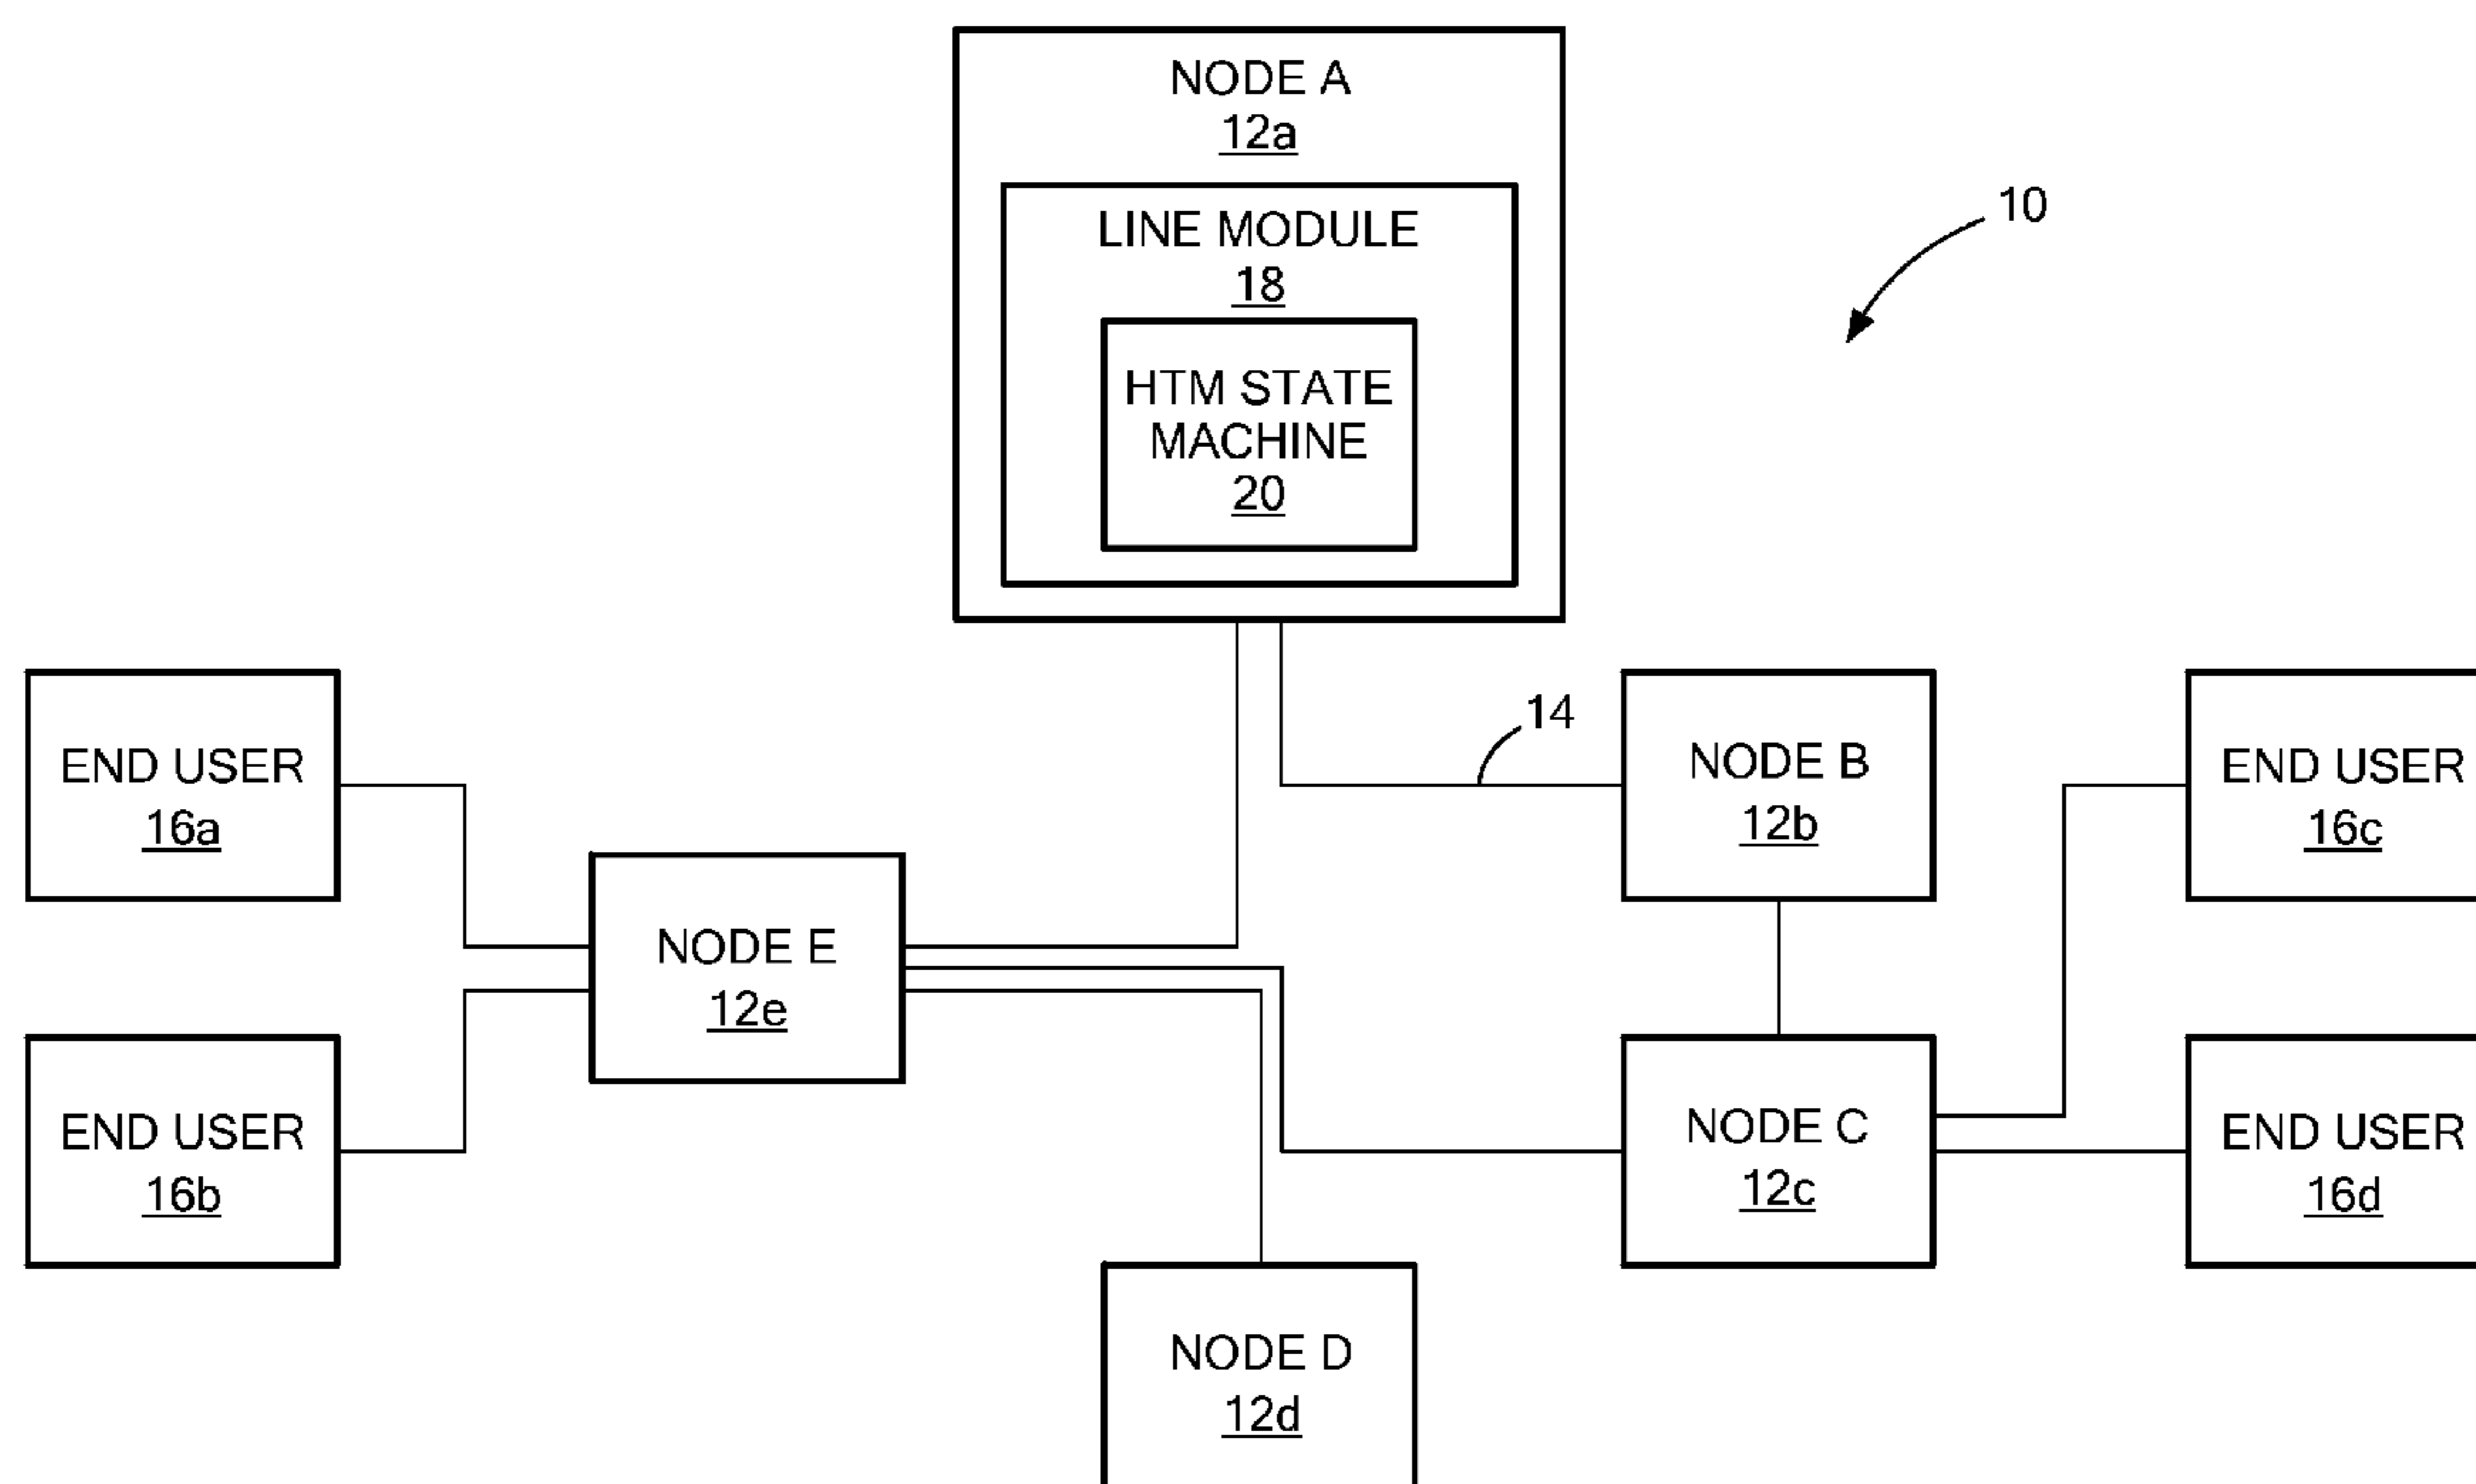 NODE A
12a
LINE MODULE
18
HTM STATE
MACHINE
20
10
14
END USER
16a
NODE B
12b
END USER
16c
NODE E
12e
END USER
16b
NODE C
12c
END USER
16d
NODE D
12d